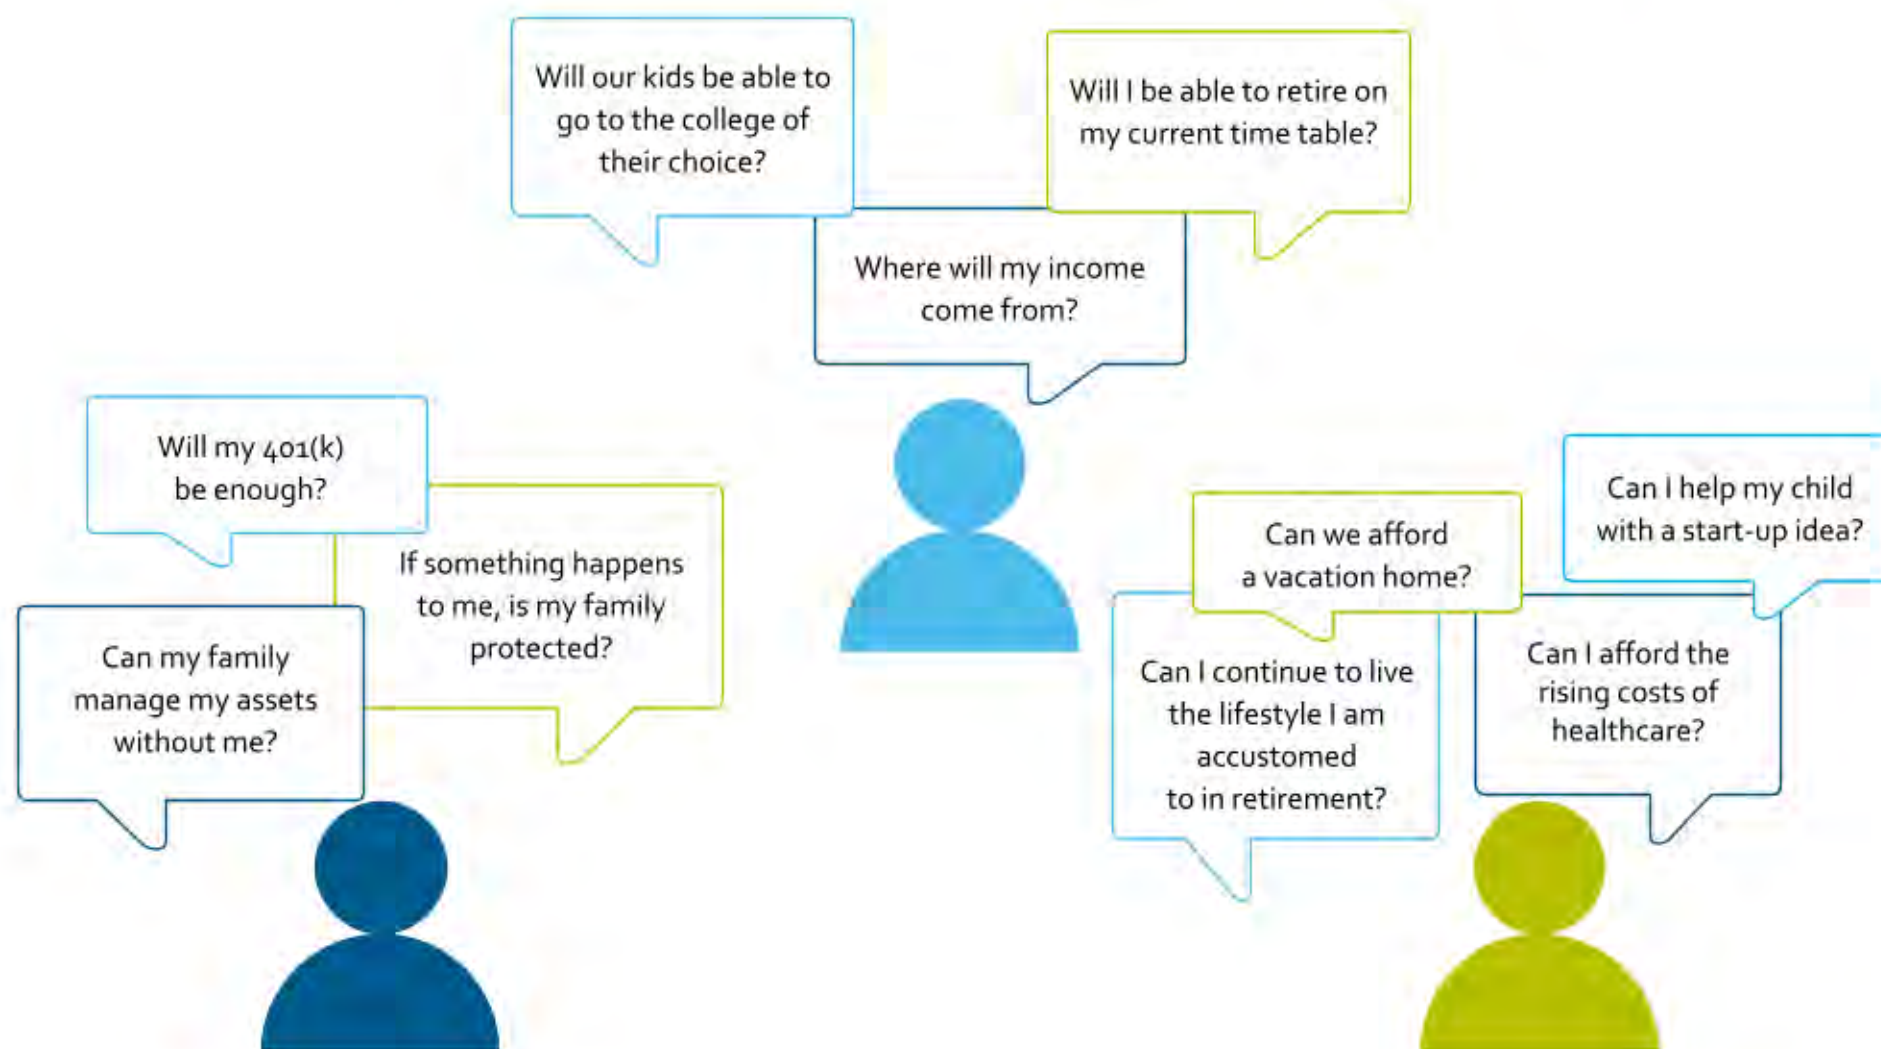 Will our kids be able to
go to the college of
their choice?
Will I be able to retire on
my current time table?
Where will my income
come from?
Will my 401(k)
be enough?
If something happens
to me, is my family
protected?
Can my family
manage my assets
without me?
Can I help my child
with a start-up idea?
Can we afford
a vacation home?
Can I continue to live
the lifestyle I am
accustomed
to in retirement?
Can I afford the
rising costs of
healthcare?